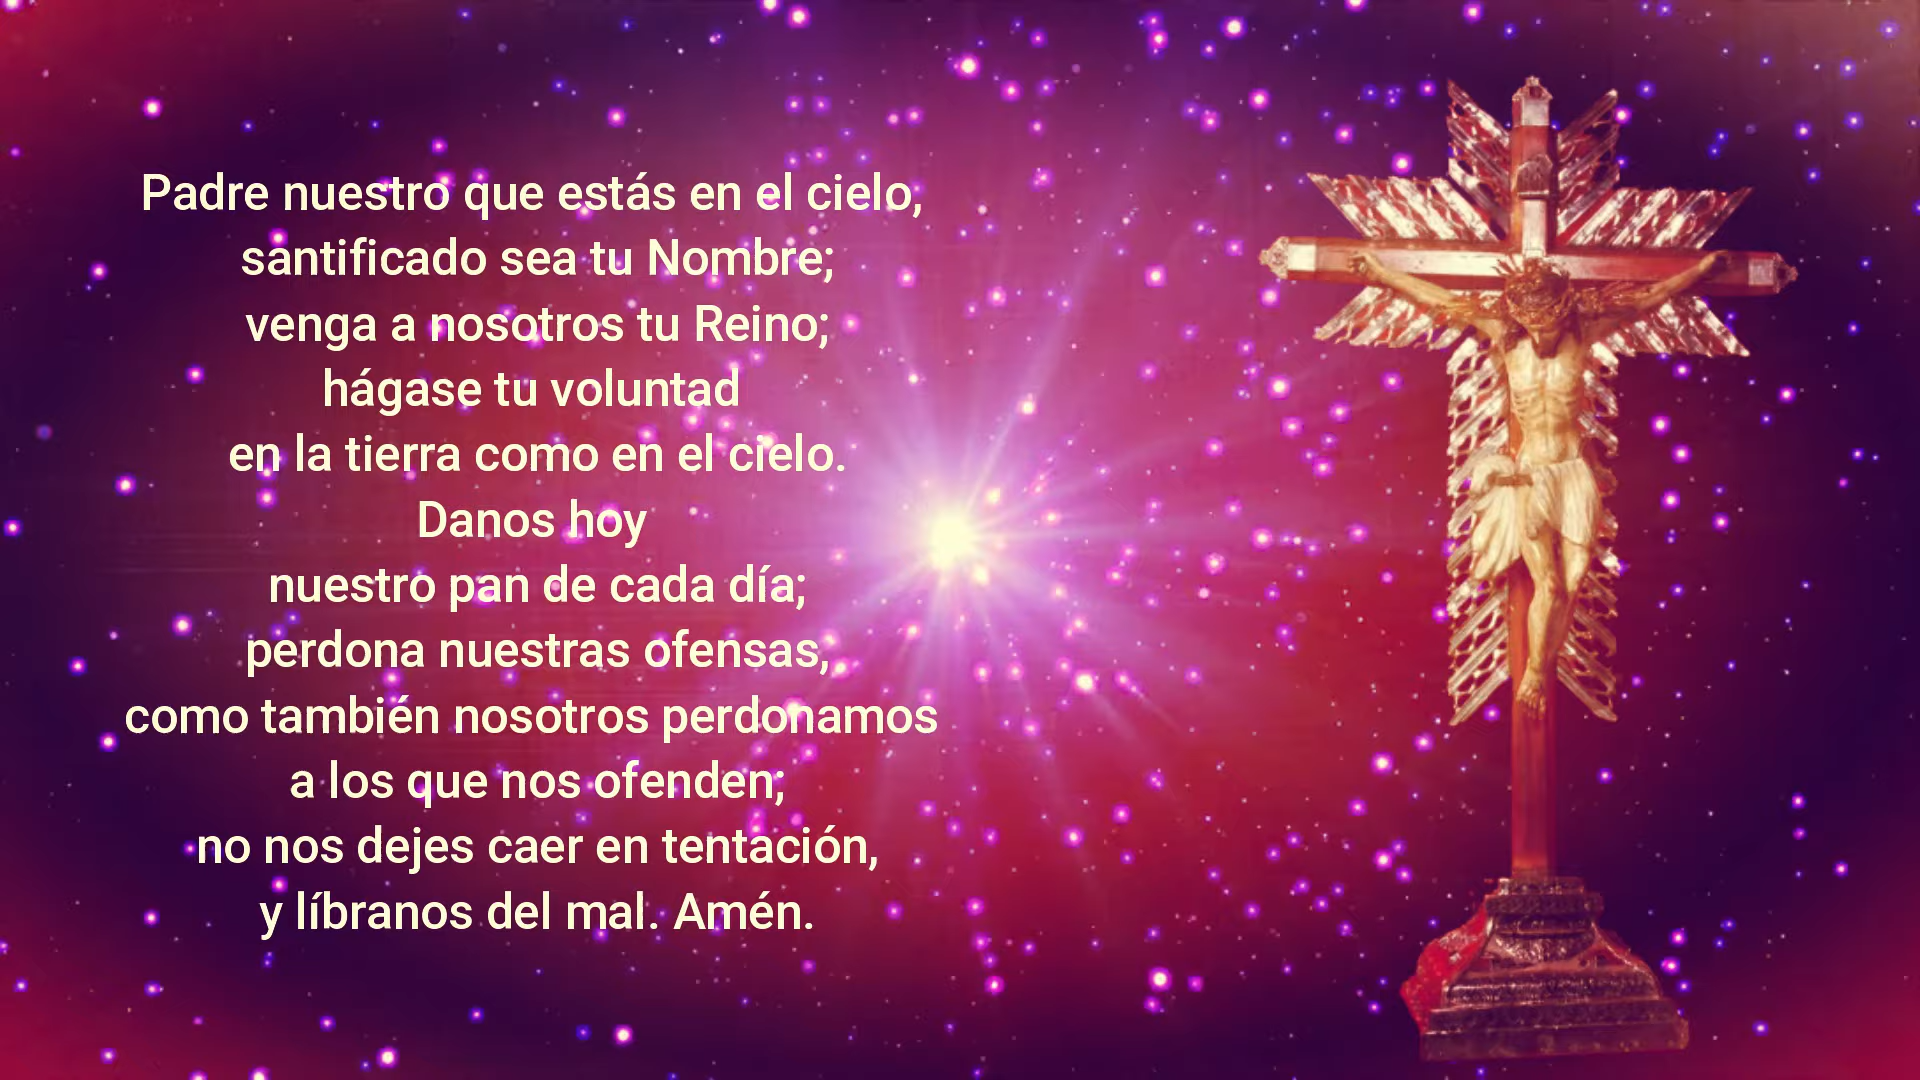 Padre nuestro que estás en el cielo,
santificado sea tu Nombre;
venga a nosotros tu Reino;
hágase tu voluntad
en la tierra como en el cielo.
Danos hoy
nuestro pan de cada día;
perdona nuestras ofensas,
como también nosotros perdonamos
a los que nos ofenden;
no nos dejes caer en tentación,
y líbranos del mal. Amén.